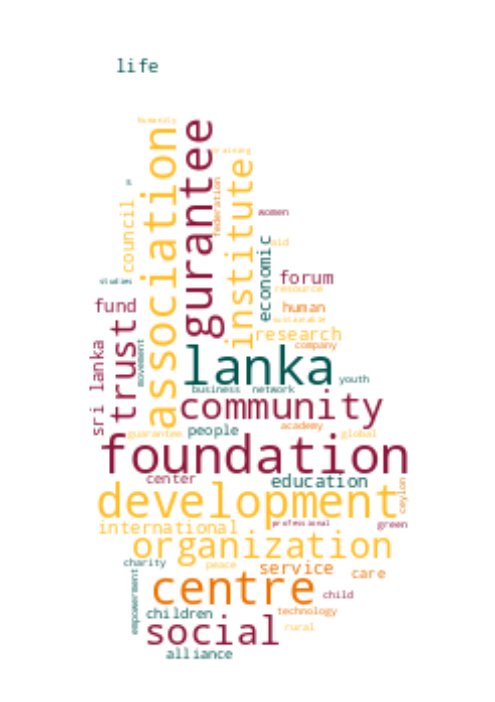 life
humanity
association
gurantee
training
institute
s
federation
women
council
economic
aid
studies
forum
resource
fund
human
sustainable
trust
movement
research
company
sri lanka
lanka
youth
business
network
community
guarantee
people
academy
global
foundation
center
education
ceylon
development
international
professional
green
organization
charity
peace
service
care
empowerment
centre
child
children
technology
social
rural
alliance